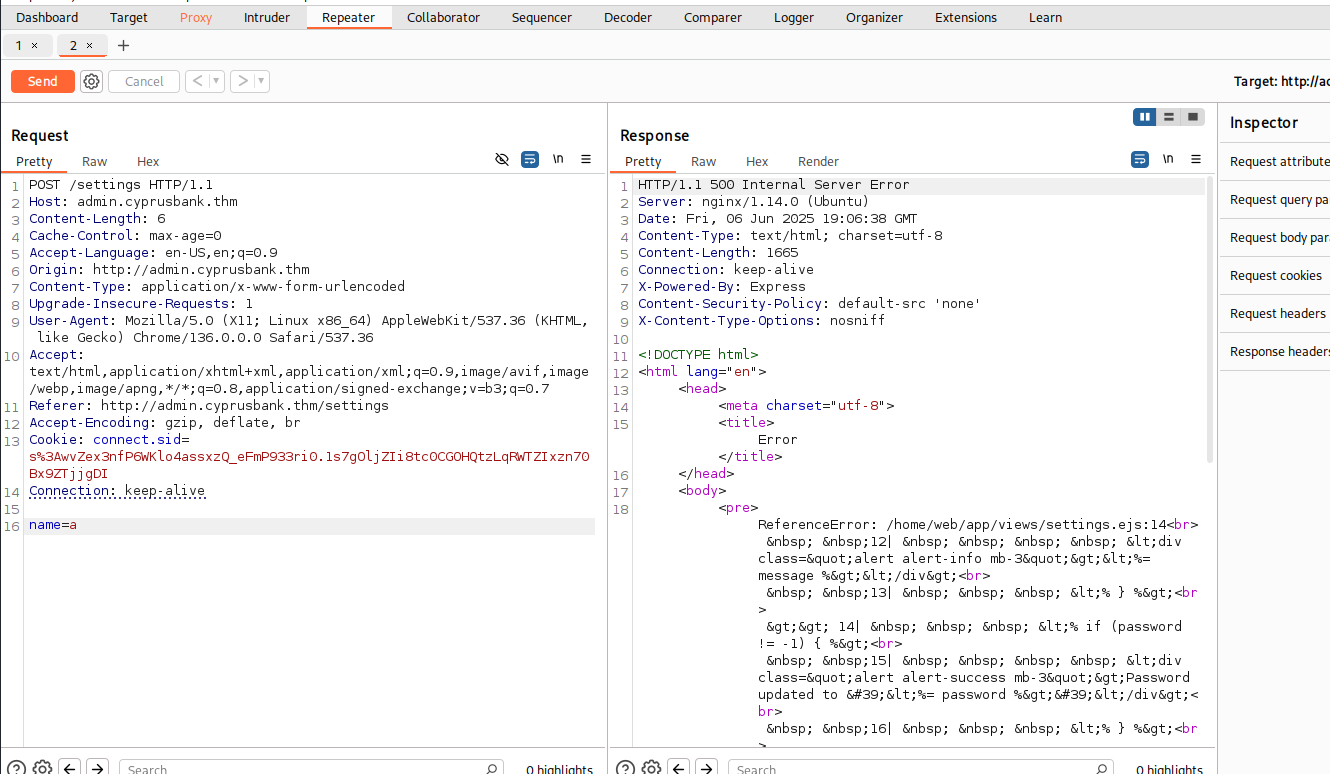 Dashboard Target Proxy Intruder Repeater Collaborator Sequencer Decoder Comparer Logger Organizer Extensions Learn
1 × 2 × +
Send Cancel < > Target: http://ac
Request
Pretty Raw Hex \n
1 POST /settings HTTP/1.1
2 Host: admin.cyprusbank.thm
3 Content-Length: 6
4 Cache-Control: max-age=0
5 Accept-Language: en-US,en;q=0.9
6 Origin: http://admin.cyprusbank.thm
7 Content-Type: application/x-www-form-urlencoded
8 Upgrade-Insecure-Requests: 1
9 User-Agent: Mozilla/5.0 (X11; Linux x86_64) AppleWebKit/537.36 (KHTML,
like Gecko) Chrome/136.0.0.0 Safari/537.36
10 Accept:
text/html,application/xhtml+xml,application/xml;q=0.9,image/avif,image
/webp,image/apng,*/*;q=0.8,application/signed-exchange;v=b3;q=0.7
11 Referer: http://admin.cyprusbank.thm/settings
12 Accept-Encoding: gzip, deflate, br
13 Cookie: connect.sid=
s%3AwvZex3nfP6WKlo4assxzQ_eFmP933ri0.1s7gOljZIi8tcOCGOHQtzLqRWTZIxzn7O
Bx9ZTjjgDI
14 Connection: keep-alive
15
16 name=a
Search 0 highlights
Response
Pretty Raw Hex Render \n
1 HTTP/1.1 500 Internal Server Error
2 Server: nginx/1.14.0 (Ubuntu)
3 Date: Fri, 06 Jun 2025 19:06:38 GMT
4 Content-Type: text/html; charset=utf-8
5 Content-Length: 1665
6 Connection: keep-alive
7 X-Powered-By: Express
8 Content-Security-Policy: default-src 'none'
9 X-Content-Type-Options: nosniff
10
11 <!DOCTYPE html>
12 <html lang="en">
13 <head>
14 <meta charset="utf-8">
15 <title>
Error
</title>
16 </head>
17 <body>
18 <pre>
ReferenceError: /home/web/app/views/settings.ejs:14<br>
&nbsp; &nbsp;12| &nbsp; &nbsp; &nbsp; &nbsp; &lt;div
class=&quot;alert alert-info mb-3&quot;&gt;&lt;%=
message %&gt;&lt;/div&gt;<br>
&nbsp; &nbsp;13| &nbsp; &nbsp; &nbsp; &lt;% } %&gt;<br
>
&gt;&gt; 14| &nbsp; &nbsp; &nbsp; &lt;% if (password
!= -1) { %&gt;<br>
&nbsp; &nbsp;15| &nbsp; &nbsp; &nbsp; &nbsp; &lt;div
class=&quot;alert alert-success mb-3&quot;&gt;Password
updated to &#39;&lt;%= password %&gt;&#39;&lt;/div&gt;<
br>
&nbsp; &nbsp;16| &nbsp; &nbsp; &nbsp; &lt;% } %&gt;<br
>
Search 0 highlights
Inspector
Request attribute
Request query pa
Request body par
Request cookies
Request headers
Response headers